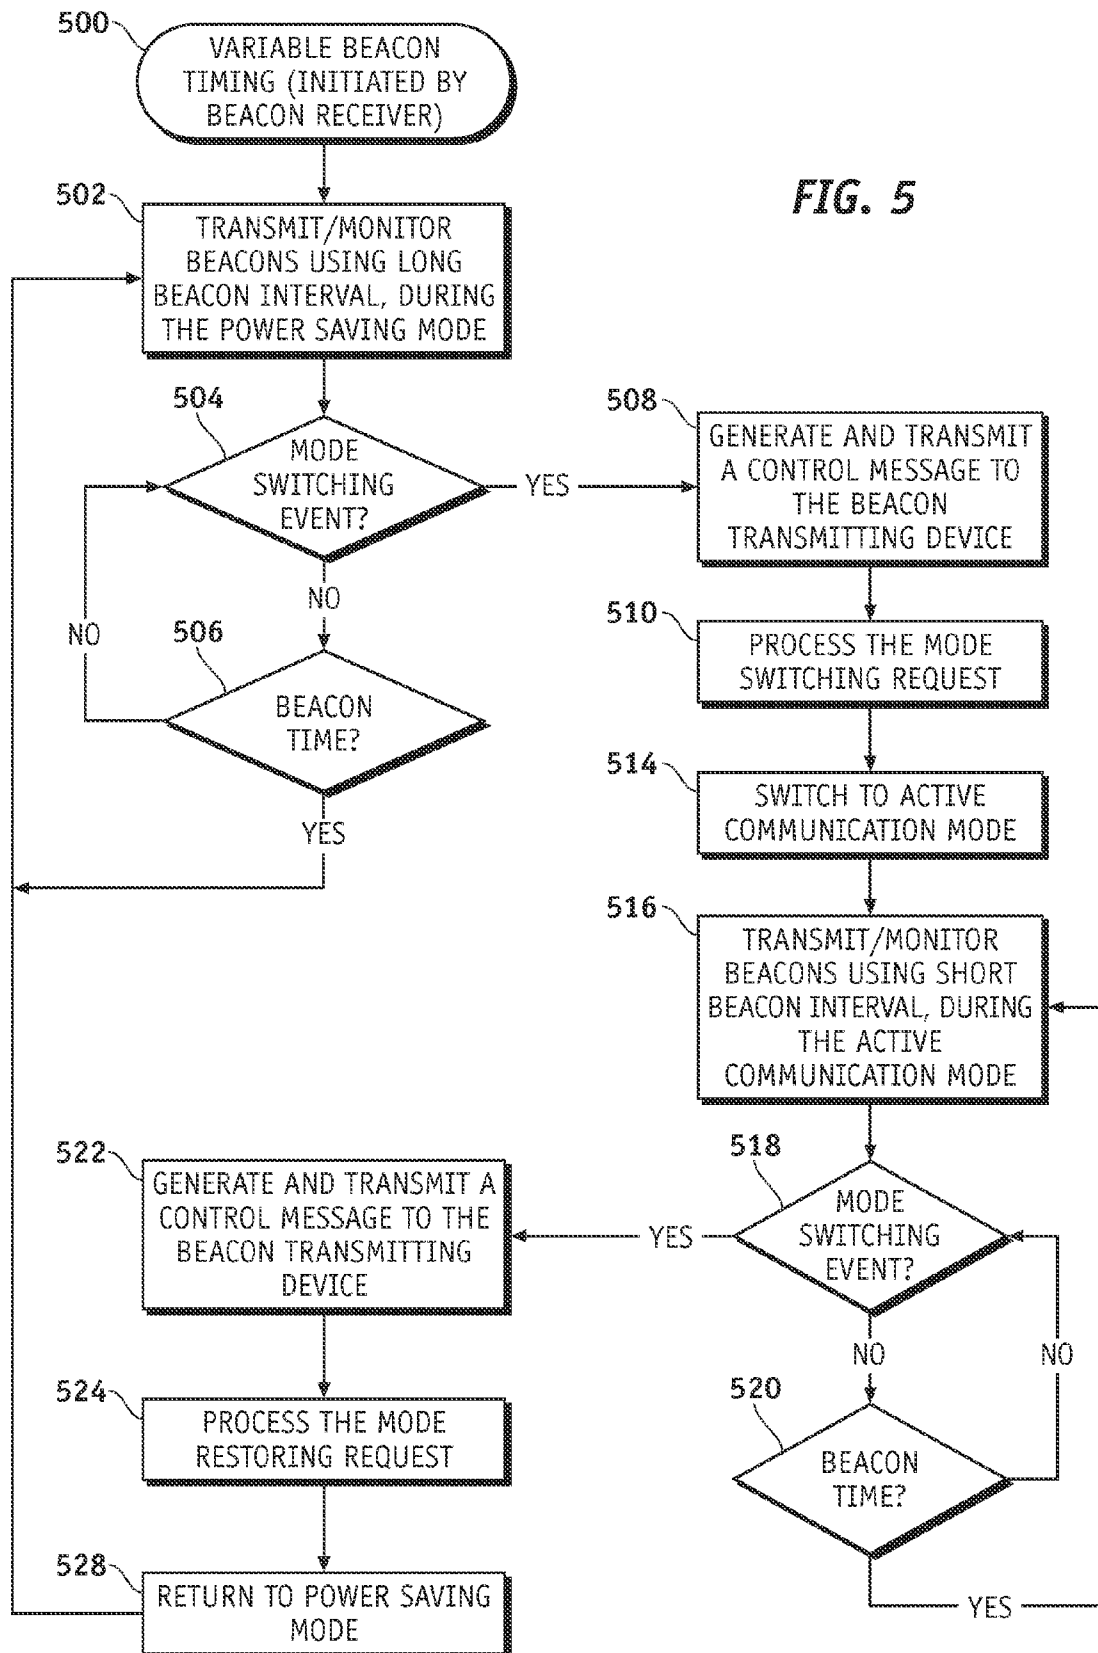 500
VARIABLE BEACON
TIMING (INITIATED BY
BEACON RECEIVER)
FIG. 5
502
TRANSMIT/MONITOR
BEACONS USING LONG
BEACON INTERVAL, DURING
THE POWER SAVING MODE
504
MODE
SWITCHING
EVENT?
YES
NO
506
BEACON
TIME?
NO
YES
508
GENERATE AND TRANSMIT
A CONTROL MESSAGE TO
THE BEACON
TRANSMITTING DEVICE
510
PROCESS THE MODE
SWITCHING REQUEST
514
SWITCH TO ACTIVE
COMMUNICATION MODE
516
TRANSMIT/MONITOR
BEACONS USING SHORT
BEACON INTERVAL, DURING
THE ACTIVE
COMMUNICATION MODE
518
MODE
SWITCHING
EVENT?
YES
NO
520
BEACON
TIME?
NO
YES
522
GENERATE AND TRANSMIT A
CONTROL MESSAGE TO THE
BEACON TRANSMITTING
DEVICE
524
PROCESS THE MODE
RESTORING REQUEST
528
RETURN TO POWER SAVING
MODE